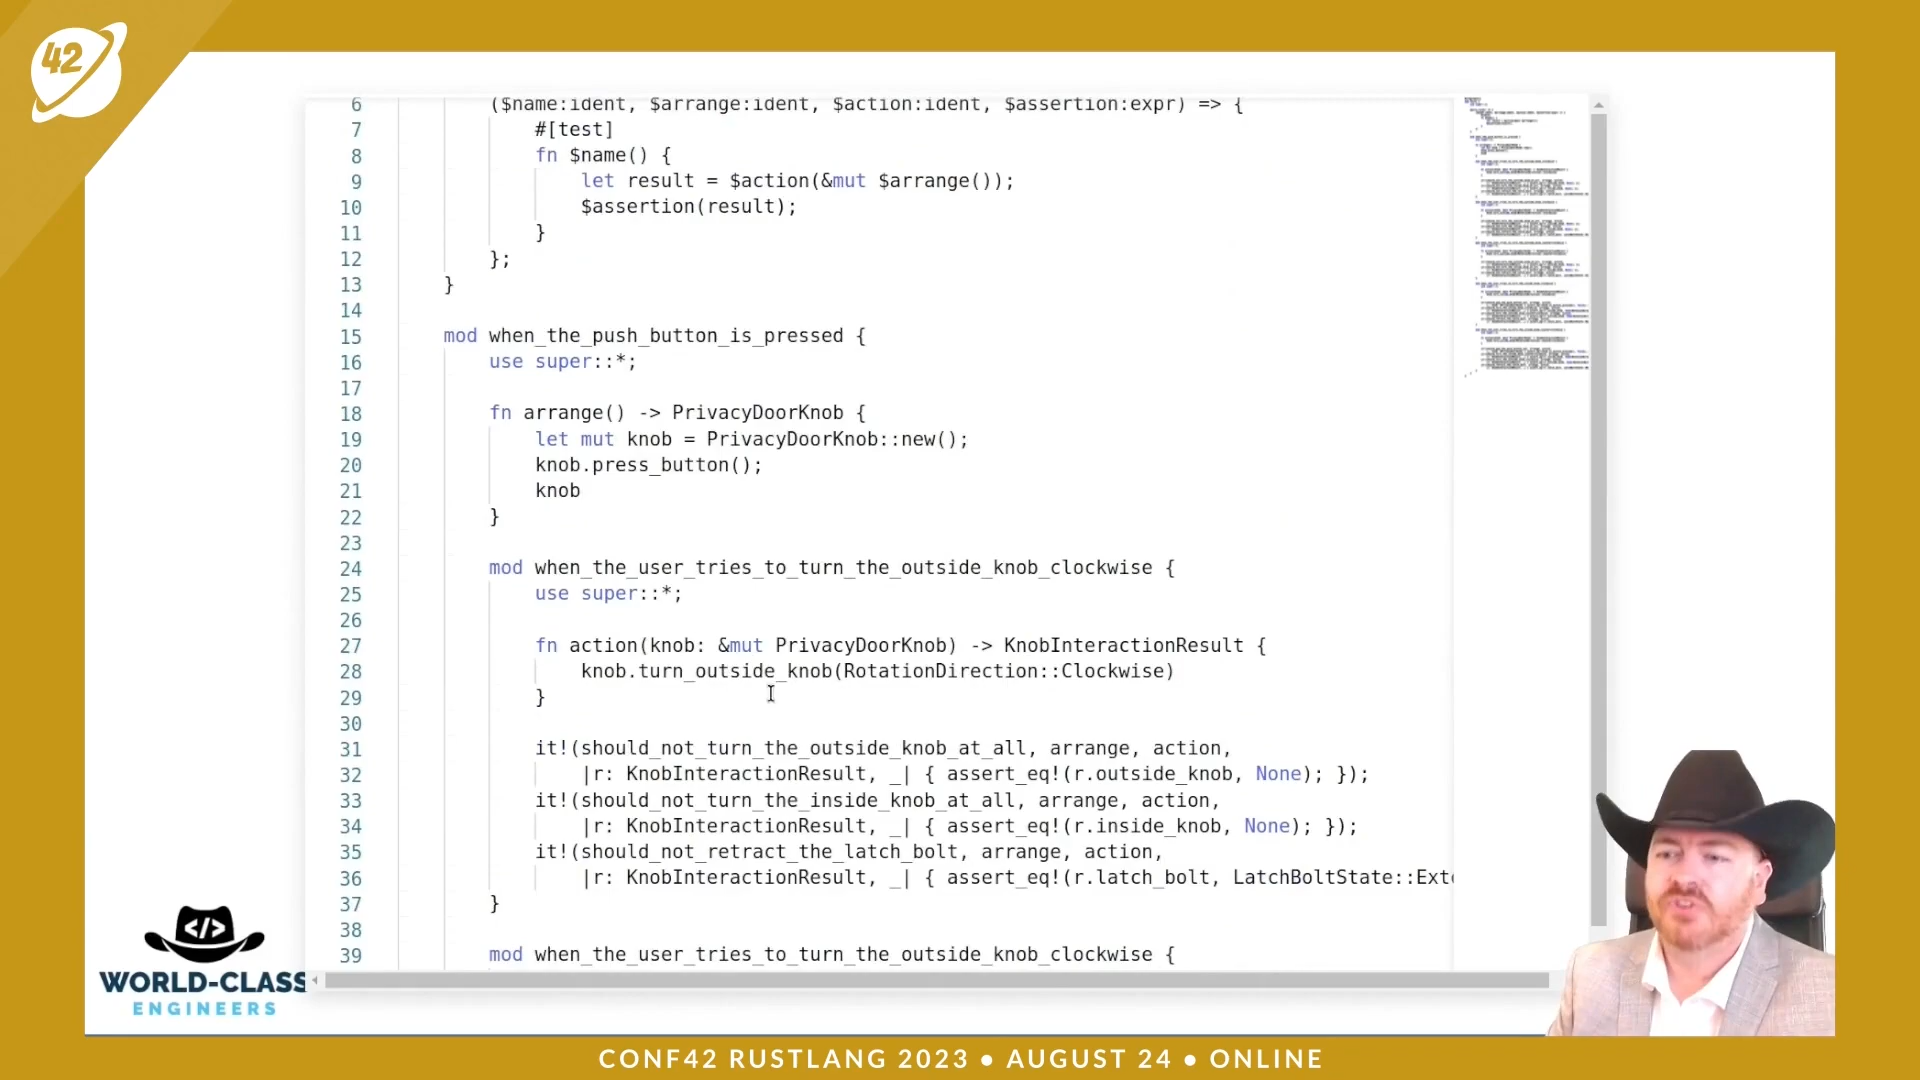 42
6 ($name:ident, $arrange:ident, $action:ident, $assertion:expr) => {
7 #[test]
8 fn $name() {
9 let result = $action(&mut $arrange());
10 $assertion(result);
11 }
12 };
13 }
14
15 mod when_the_push_button_is_pressed {
16 use super::*;
17
18 fn arrange() -> PrivacyDoorKnob {
19 let mut knob = PrivacyDoorKnob::new();
20 knob.press_button();
21 knob
22 }
23
24 mod when_the_user_tries_to_turn_the_outside_knob_clockwise {
25 use super::*;
26
27 fn action(knob: &mut PrivacyDoorKnob) -> KnobInteractionResult {
28 knob.turn_outside_knob(RotationDirection::Clockwise)
29 }
30
31 it!(should_not_turn_the_outside_knob_at_all, arrange, action,
32 |r: KnobInteractionResult, _| { assert_eq!(r.outside_knob, None); });
33 it!(should_not_turn_the_inside_knob_at_all, arrange, action,
34 |r: KnobInteractionResult, _| { assert_eq!(r.inside_knob, None); });
35 it!(should_not_retract_the_latch_bolt, arrange, action,
36 |r: KnobInteractionResult, _| { assert_eq!(r.latch_bolt, LatchBoltState::Ext
37 }
38
39 mod when_the_user_tries_to_turn_the_outside_knob_clockwise {
</>
WORLD-CLASS
ENGINEERS
CONF42 RUSTLANG 2023 ● AUGUST 24 ● ONLINE